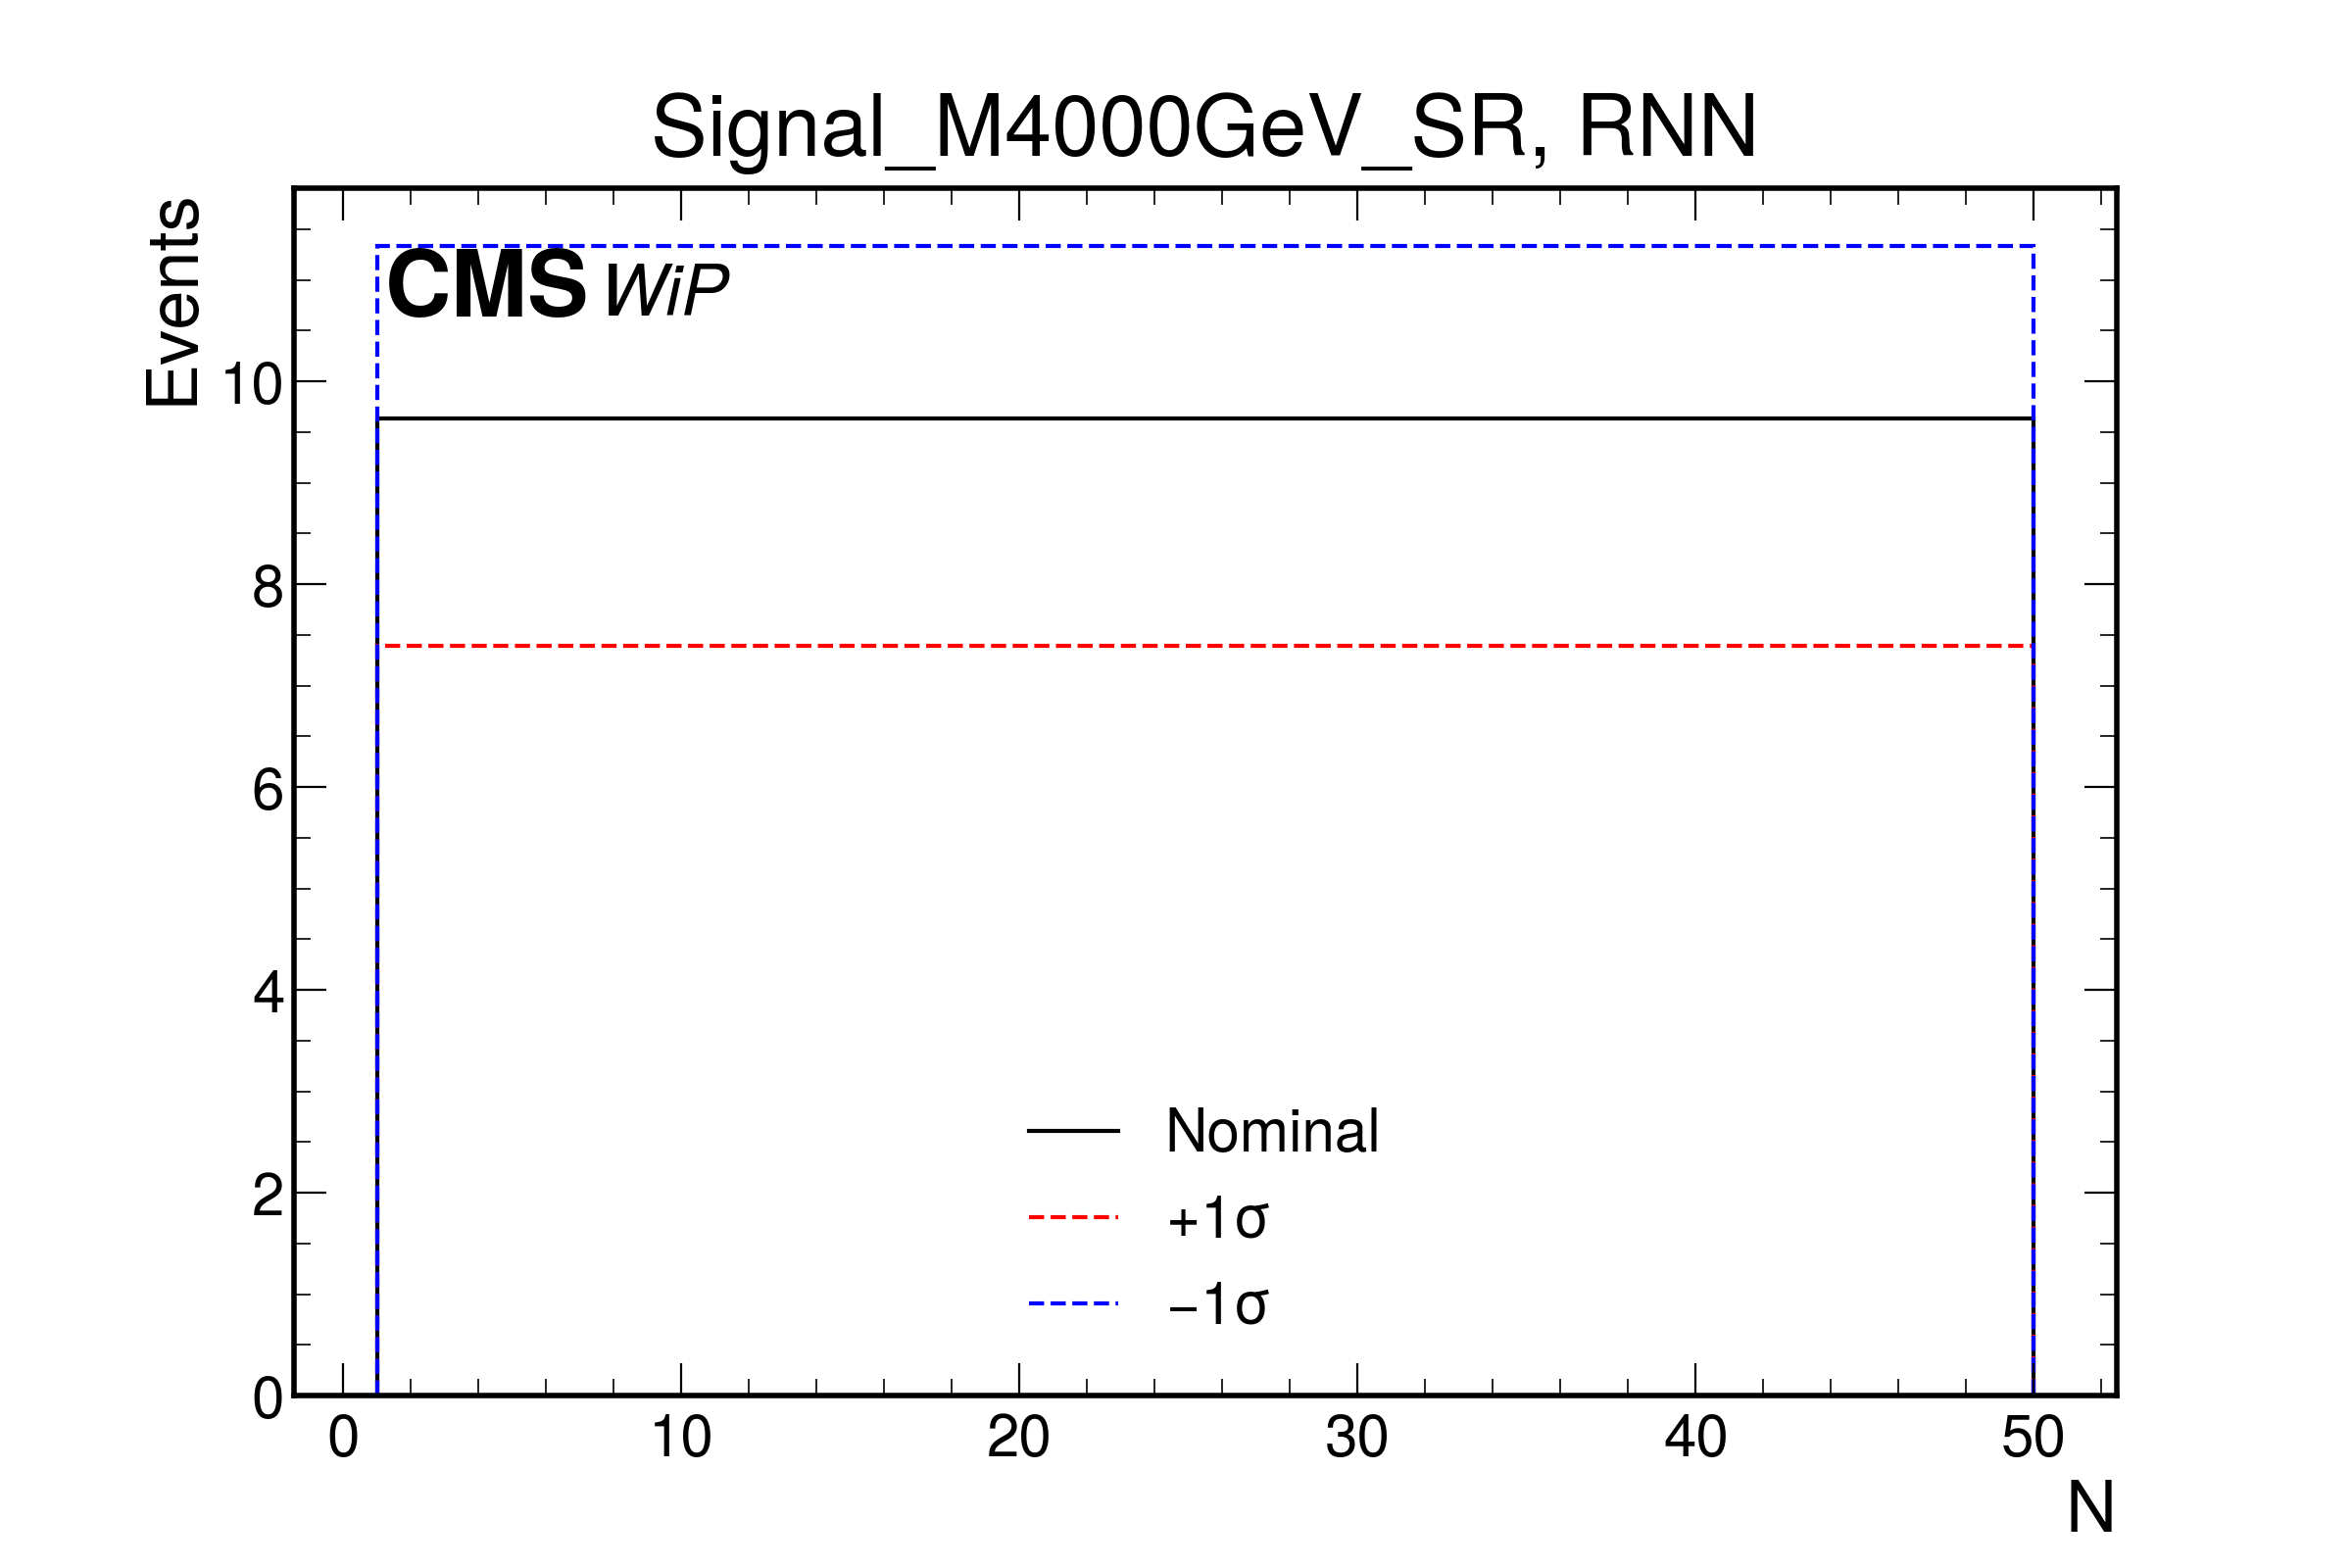 Signal_M4000GeV_SR, RNN
Events
CMS WiP
10
8
6
4
2
0
Nominal
+1σ
−1σ
0 10 20 30 40 50
N